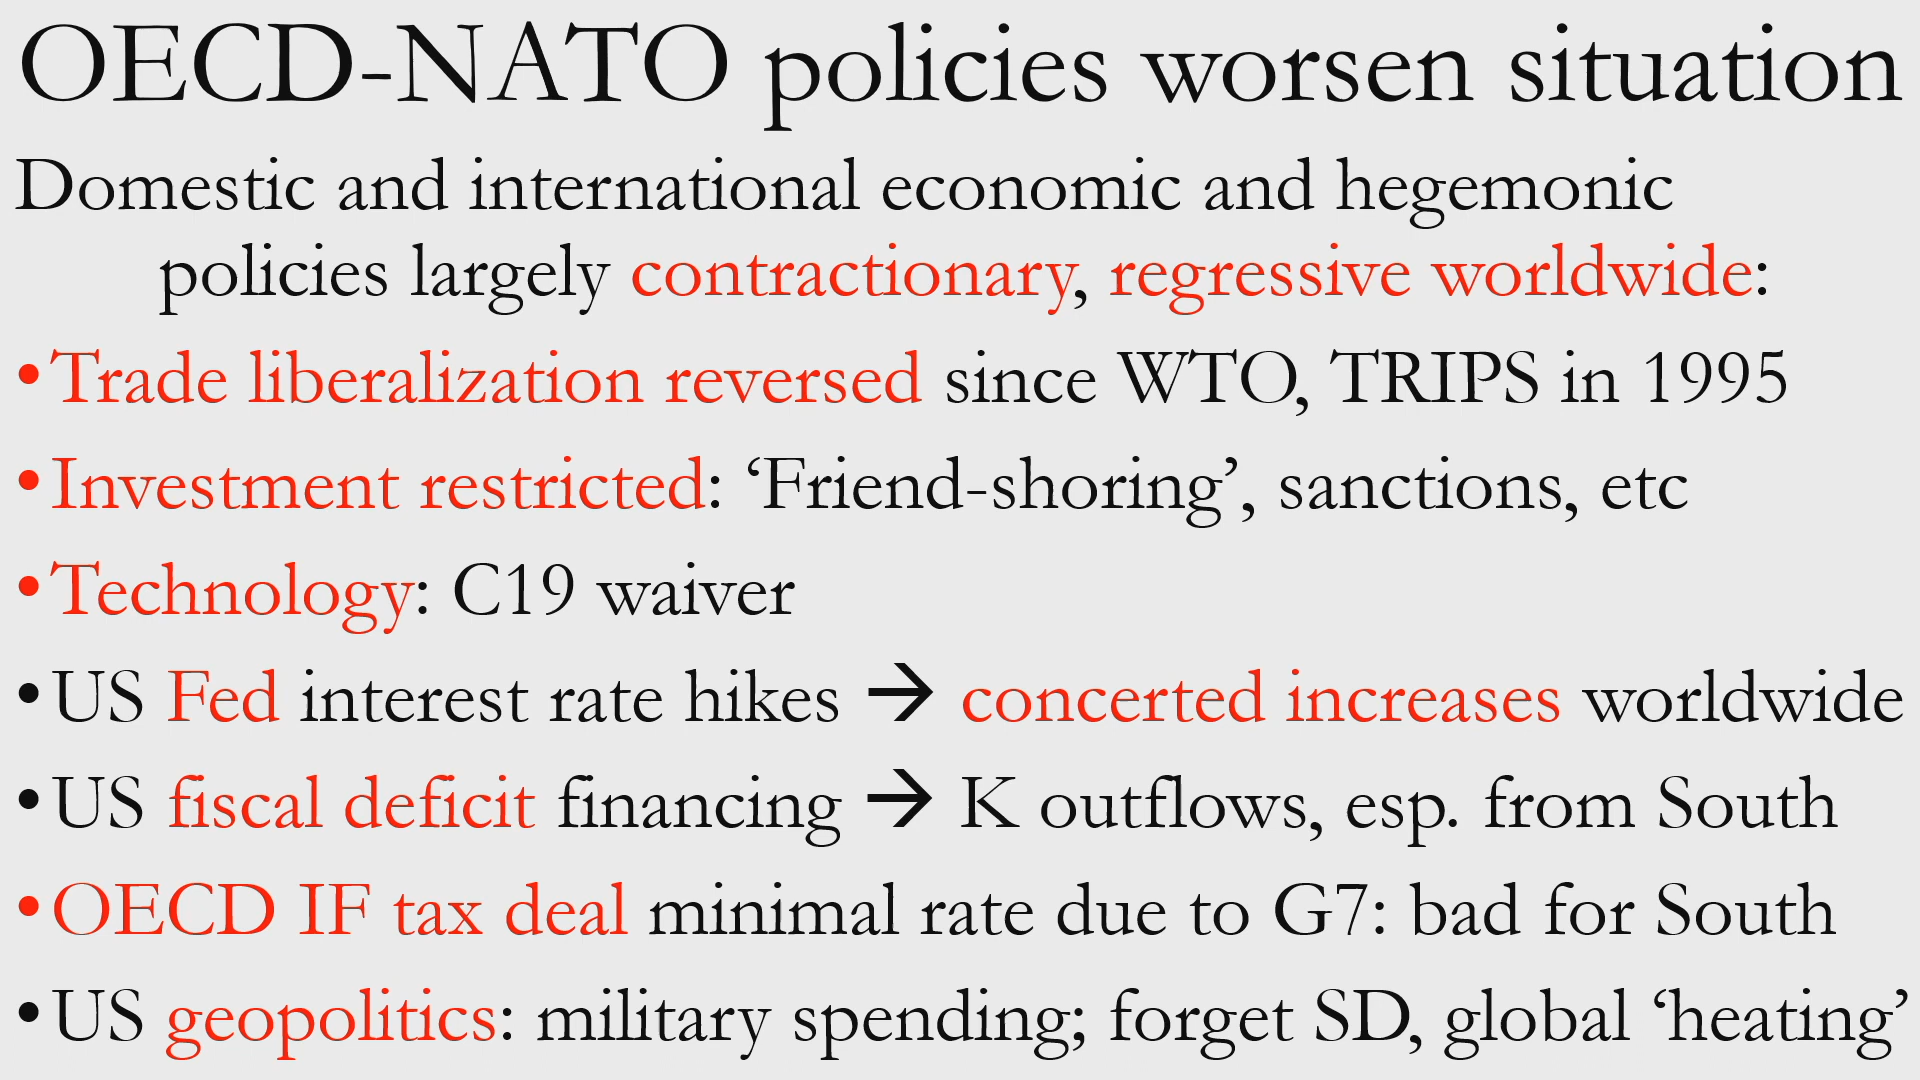 OECD-NATO policies worsen situation
Domestic and international economic and hegemonic
policies largely contractionary, regressive worldwide:
•Trade liberalization reversed since WTO, TRIPS in 1995
•Investment restricted: ‘Friend-shoring’, sanctions, etc
•Technology: C19 waiver
•US Fed interest rate hikes → concerted increases worldwide
•US fiscal deficit financing → K outflows, esp. from South
•OECD IF tax deal minimal rate due to G7: bad for South
•US geopolitics: military spending; forget SD, global ‘heating’